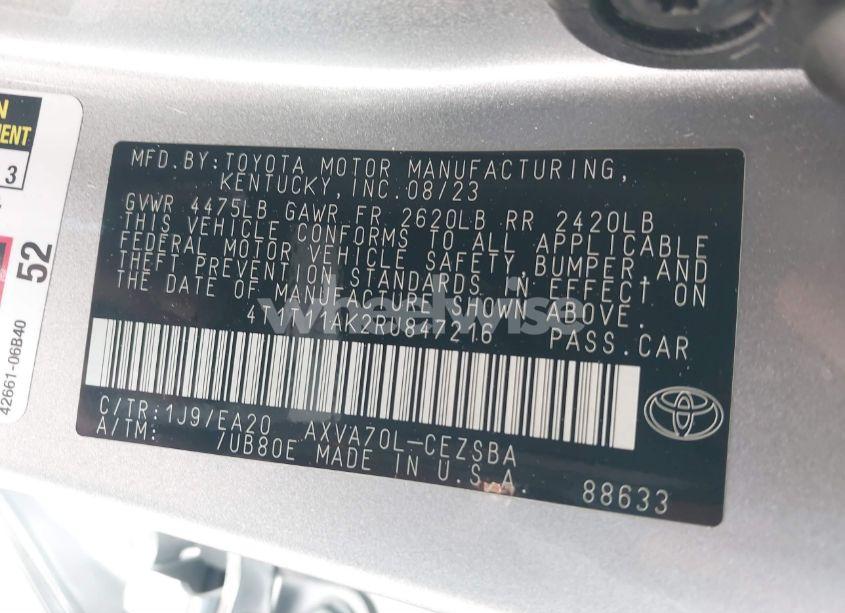 N
MENT
3
52
42661-06B40
MFD.BY:TOYOTA MOTOR MANUFACTURING,
KENTUCKY, INC. 08/23
GVWR 4475LB GAWR FR 2620LB RR 2420LB
THIS VEHICLE CONFORMS TO ALL APPLICABLE
FEDERAL MOTOR VEHICLE SAFETY, BUMPER AND
THEFT PREVENTION STANDARDS IN EFFECT ON
THE DATE OF MANUFACTURE SHOWN ABOVE.
PASS.CAR
C/TR:1J9/EA20 AXVA70L-CEZSBA
A/TM: /UB80E MADE IN U.S.A.
88633
wheelwise